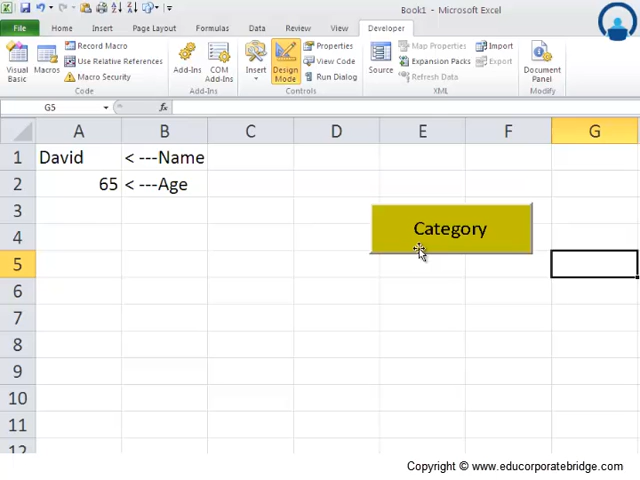 Book1 - Microsoft Excel
File Home Insert Page Layout Formulas Data Review View Developer
Visual Basic
Macros
Record Macro
Use Relative References
Macro Security
Code
Add-Ins
COM Add-Ins
Add-Ins
Insert
Design Mode
Properties
View Code
Run Dialog
Controls
Source
Map Properties
Expansion Packs
Refresh Data
Import
Export
XML
Document Panel
Modify
G5 fx
A B C D E F G
1 David < ---Name
2 65 < ---Age
3
Category
4
5
6
7
8
9
10
11
12
Copyright © www.educorporatebridge.com